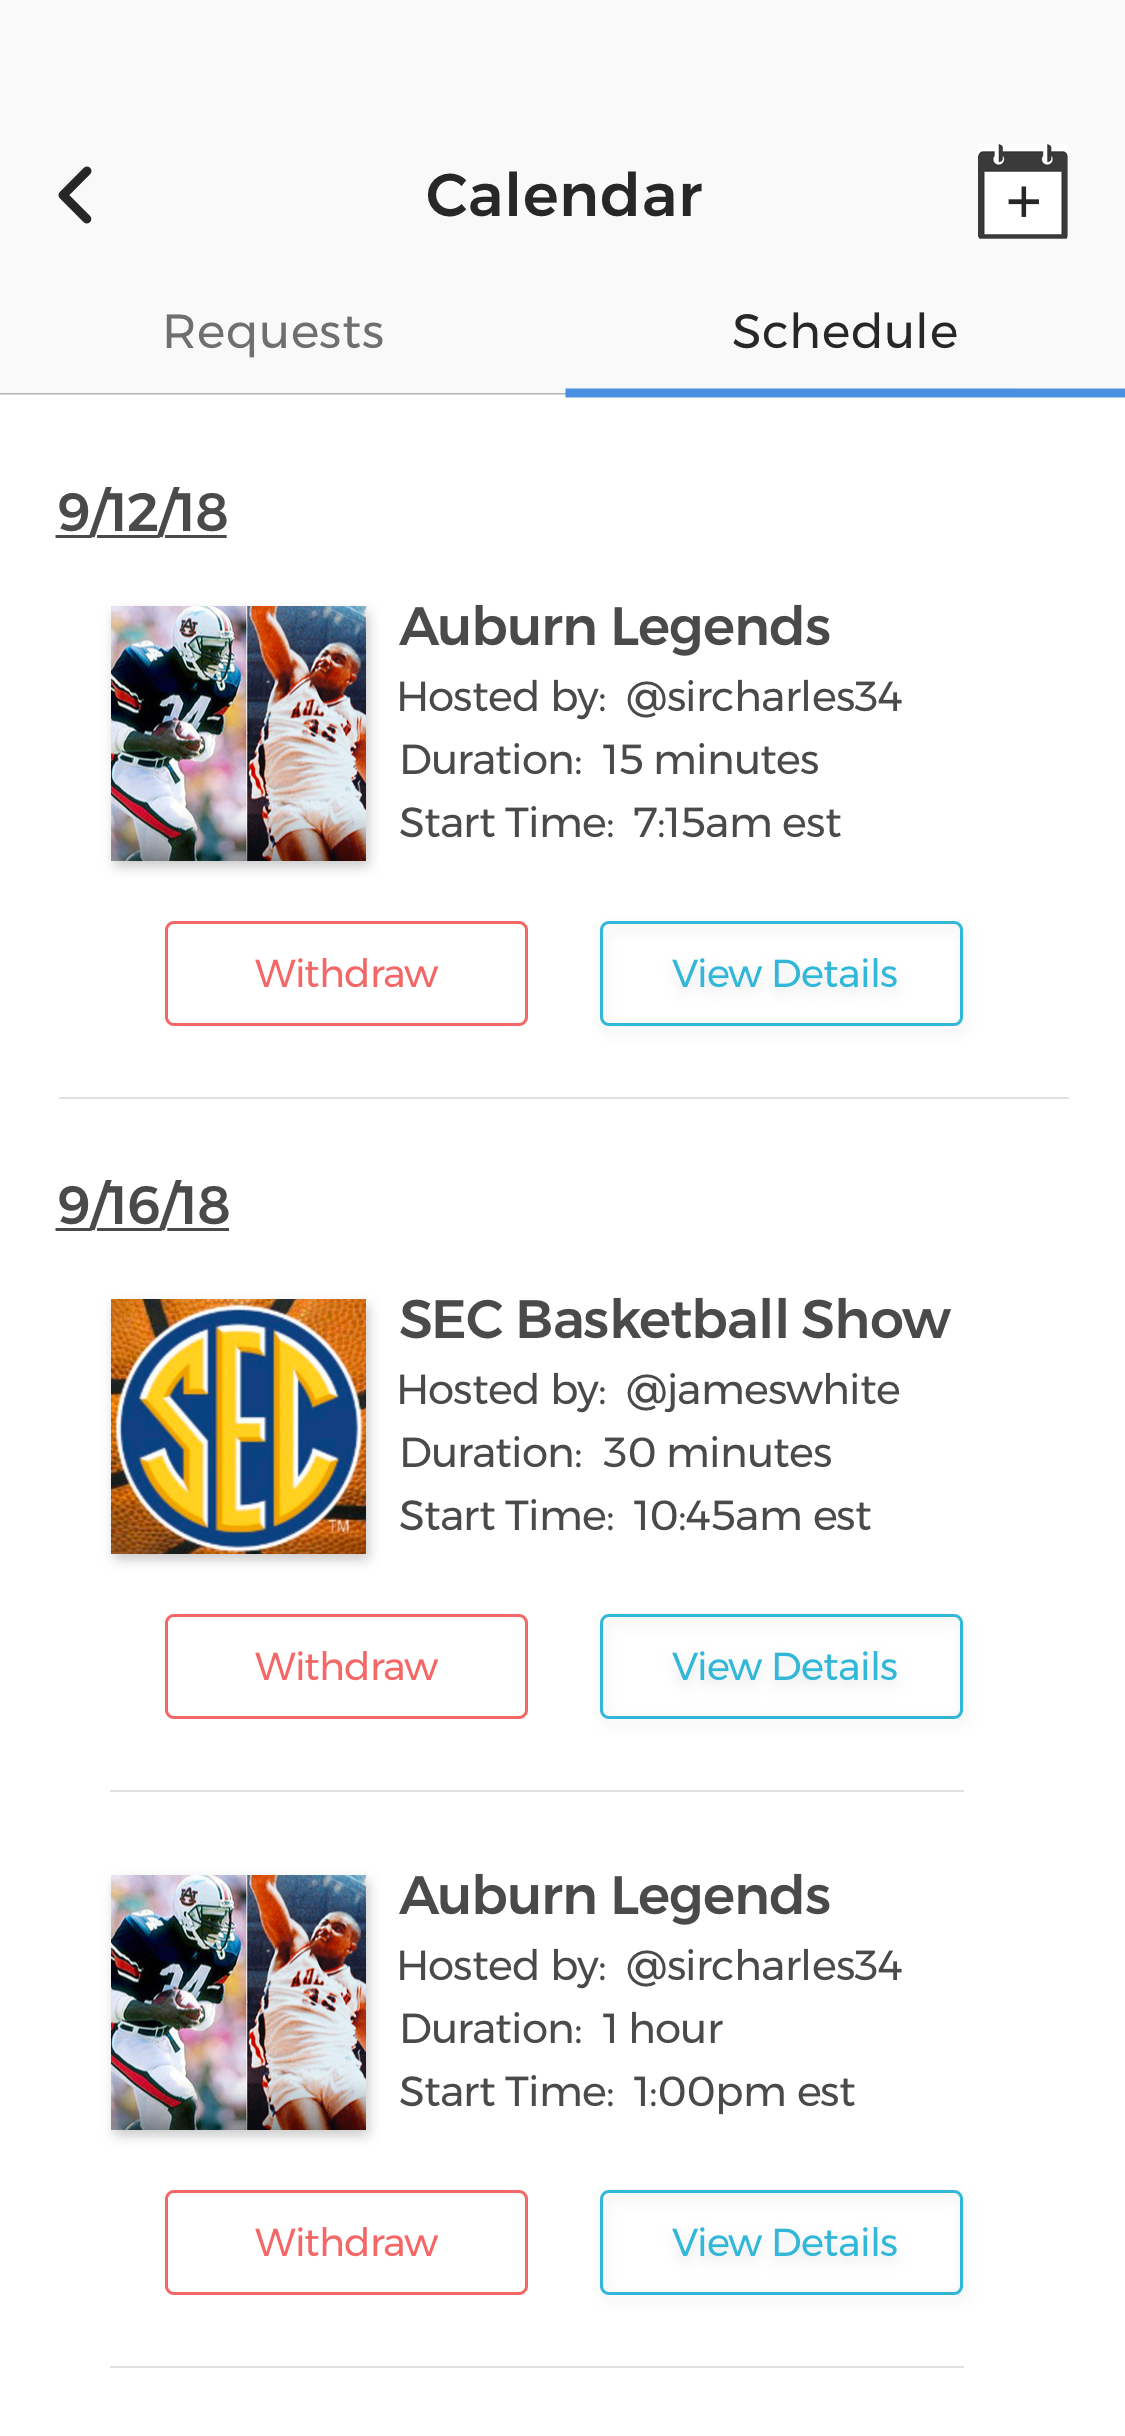 Calendar
Requests
Schedule
9/12/18
Auburn Legends
Hosted by: @sircharles34
Duration: 15 minutes
Start Time: 7:15am est
Withdraw
View Details
9/16/18
SEC
TM
SEC Basketball Show
Hosted by: @jameswhite
Duration: 30 minutes
Start Time: 10:45am est
Withdraw
View Details
Auburn Legends
Hosted by: @sircharles34
Duration: 1 hour
Start Time: 1:00pm est
Withdraw
View Details